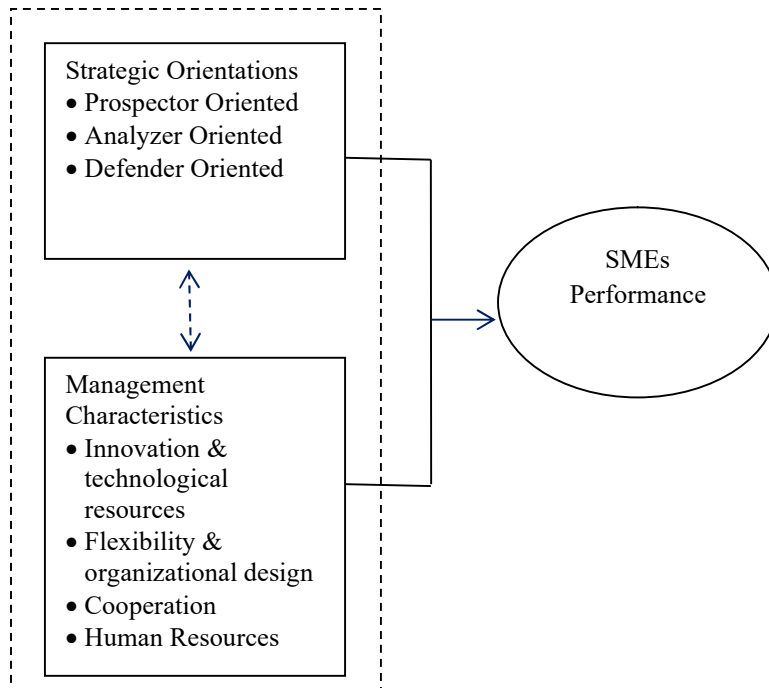 Strategic Orientations
• Prospector Oriented
• Analyzer Oriented
• Defender Oriented
Management
Characteristics
• Innovation &
technological
resources
• Flexibility &
organizational design
• Cooperation
• Human Resources
SMEs
Performance